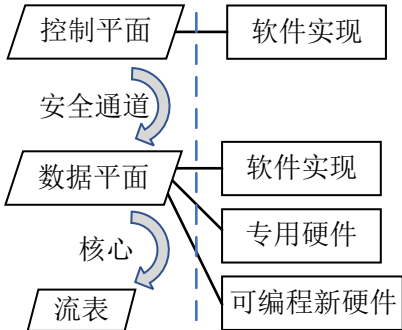 控制平面
软件实现
安全通道
数据平面
软件实现
专用硬件
核心
流表
可编程新硬件